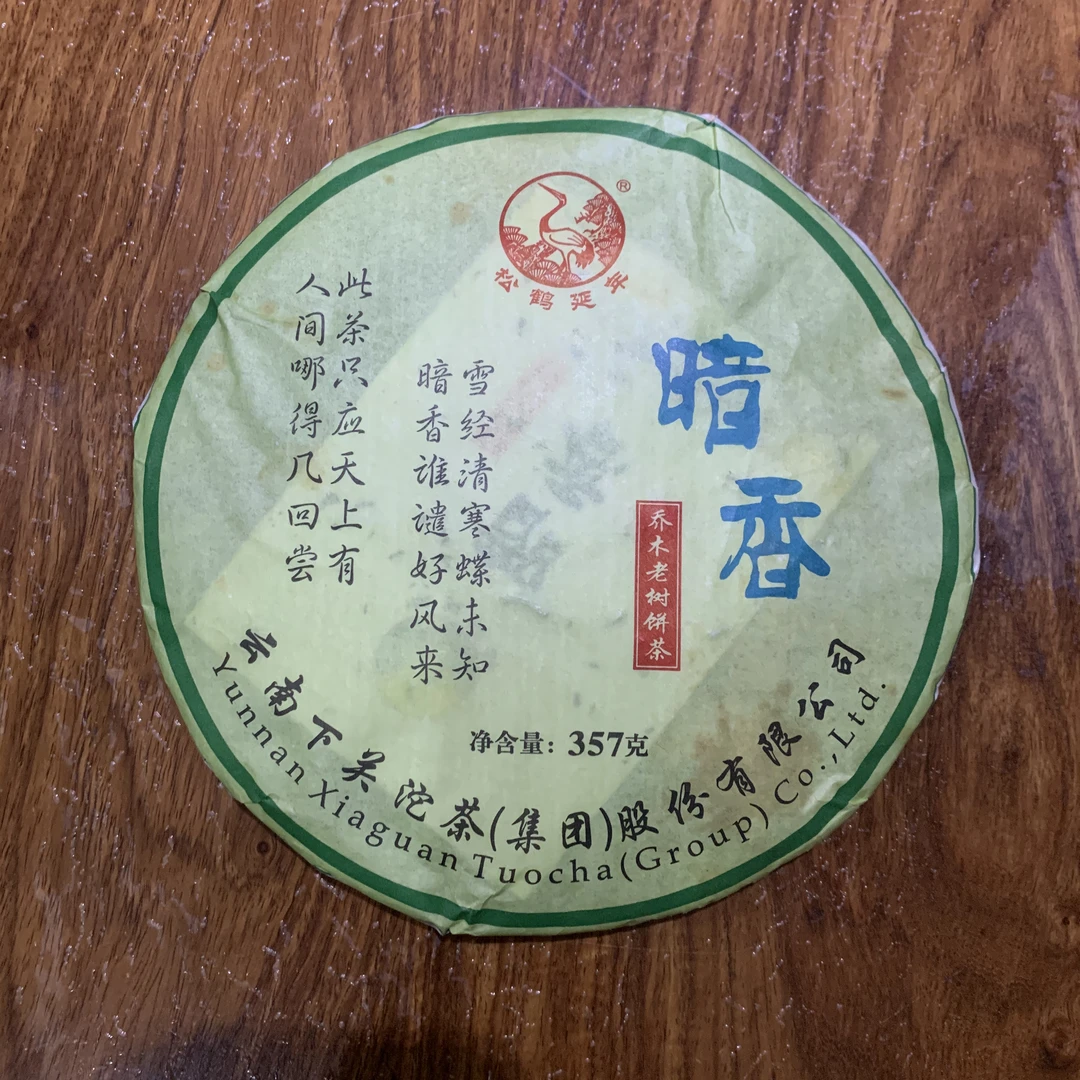 ®
松鹤延年
暗香
乔木老树饼茶
雪经清寒蝶未知
暗香谁谴好风来
此茶只应天上有
人间哪得几回尝
净含量：357克
云南下关沱茶(集团)股份有限公司
Yunnan Xiaguan Tuocha(Group) Co.,Ltd.